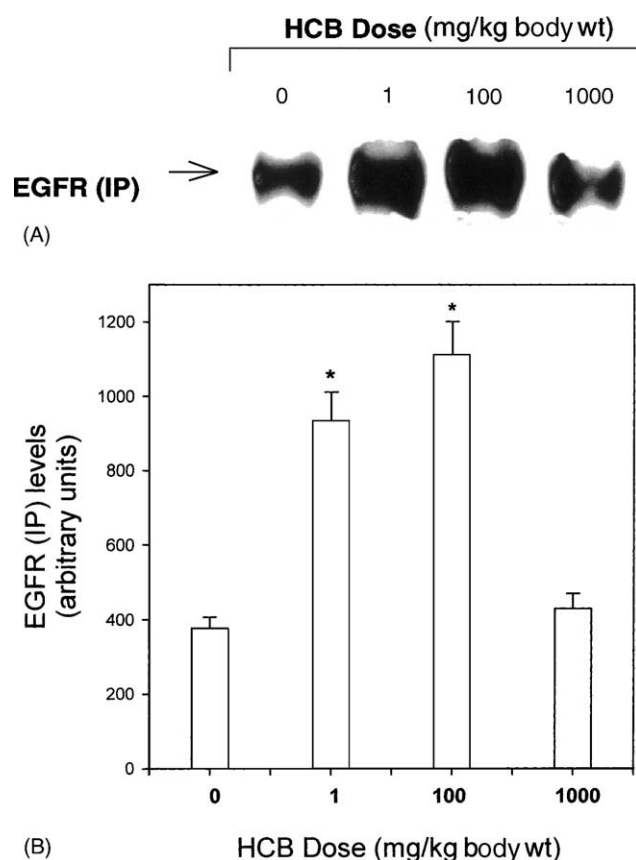 HCB Dose (mg/kg body wt)
0 1 100 1000
EGFR (IP)
(A)
EGFR (IP) levels
(arbitrary units)
1200
1000
800
600
400
200
0
* *
0 1 100 1000
(B) HCB Dose (mg/kg body wt)